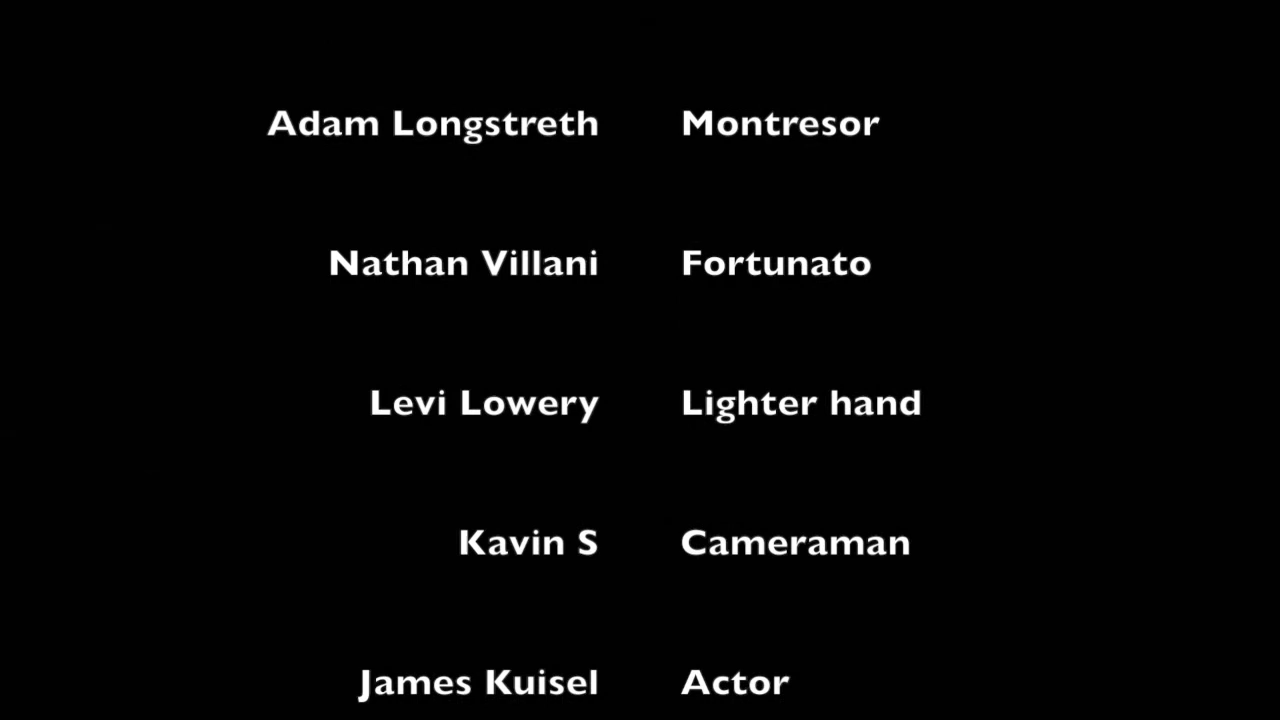 Adam Longstreth Montresor
Nathan Villani Fortunato
Levi Lowery Lighter hand
Kavin S Cameraman
James Kuisel Actor